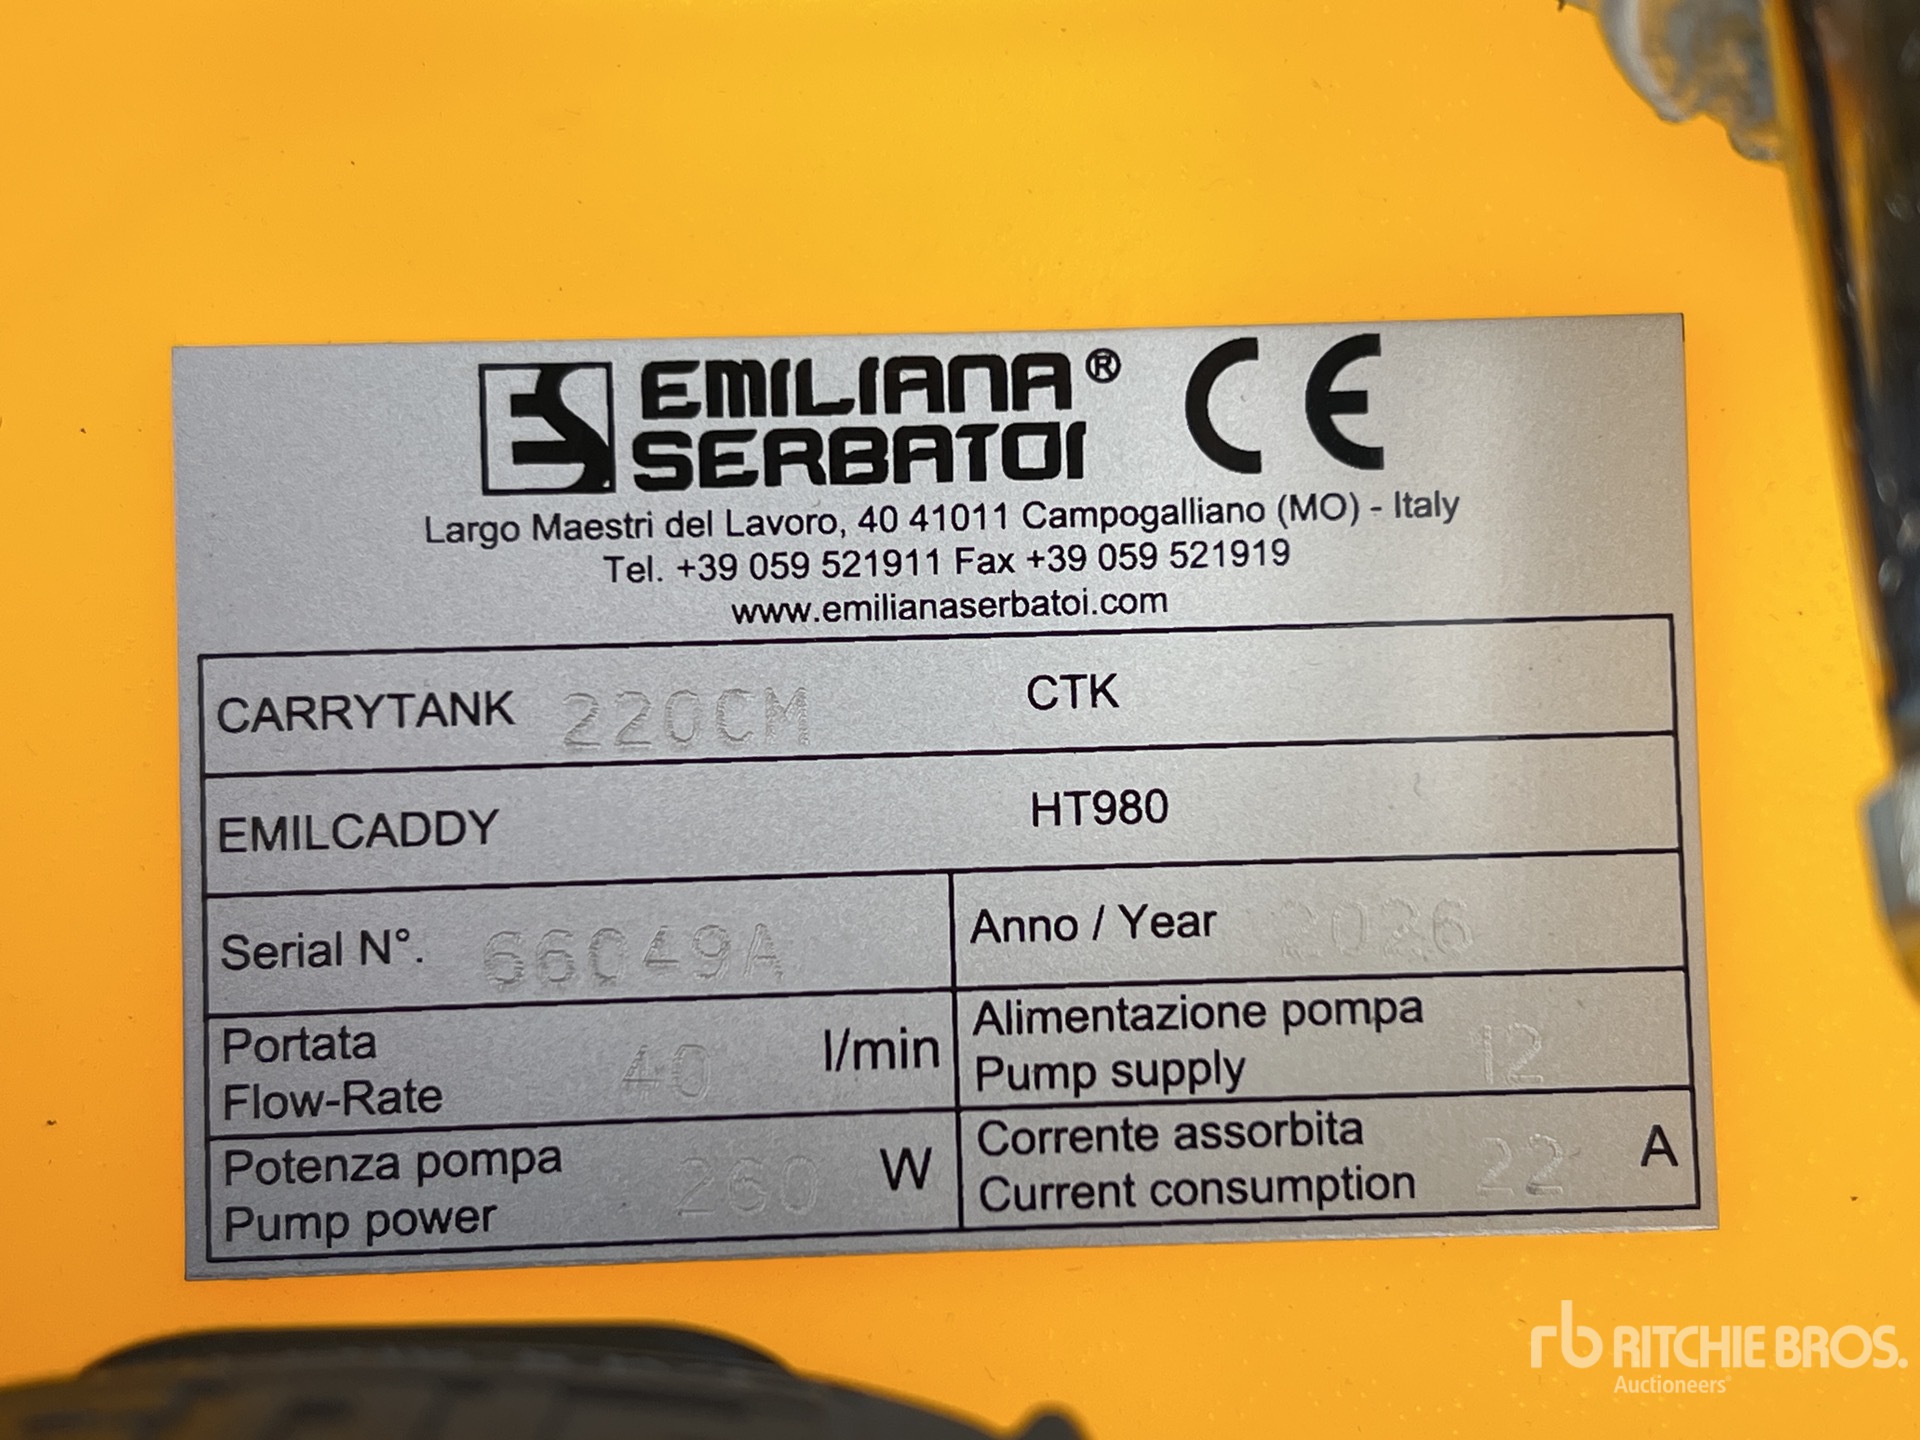 EMILIANA® CE
SERBATOI
Largo Maestri del Lavoro, 40 41011 Campogalliano (MO) - Italy
Tel. +39 059 521911 Fax +39 059 521919
www.emilianaserbatoi.com
CARRYTANK 220CM CTK
EMILCADDY HT980
Serial N°. 66049A Anno / Year 2026
Portata
Flow-Rate 40 l/min
Alimentazione pompa
Pump supply 12
Potenza pompa
Pump power 260 W
Corrente assorbita
Current consumption 22 A
rb RITCHIE BROS.
Auctioneers